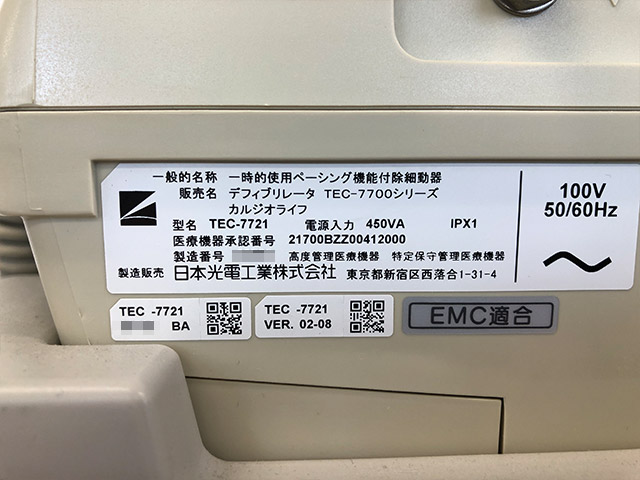 一般的名称 一時的使用ペーシング機能付除細動器
販売名 デフィブリレータ TEC-7700シリーズ
カルジオライフ
型名 TEC-7721 電源入力 450VA IPX1
医療機器承認番号 21700BZZ00412000
製造番号 高度管理医療機器 特定保守管理医療機器
製造販売 日本光電工業株式会社 東京都新宿区西落合1-31-4
100V
50/60Hz
TEC -7721
BA
TEC -7721
VER. 02-08
EMC適合